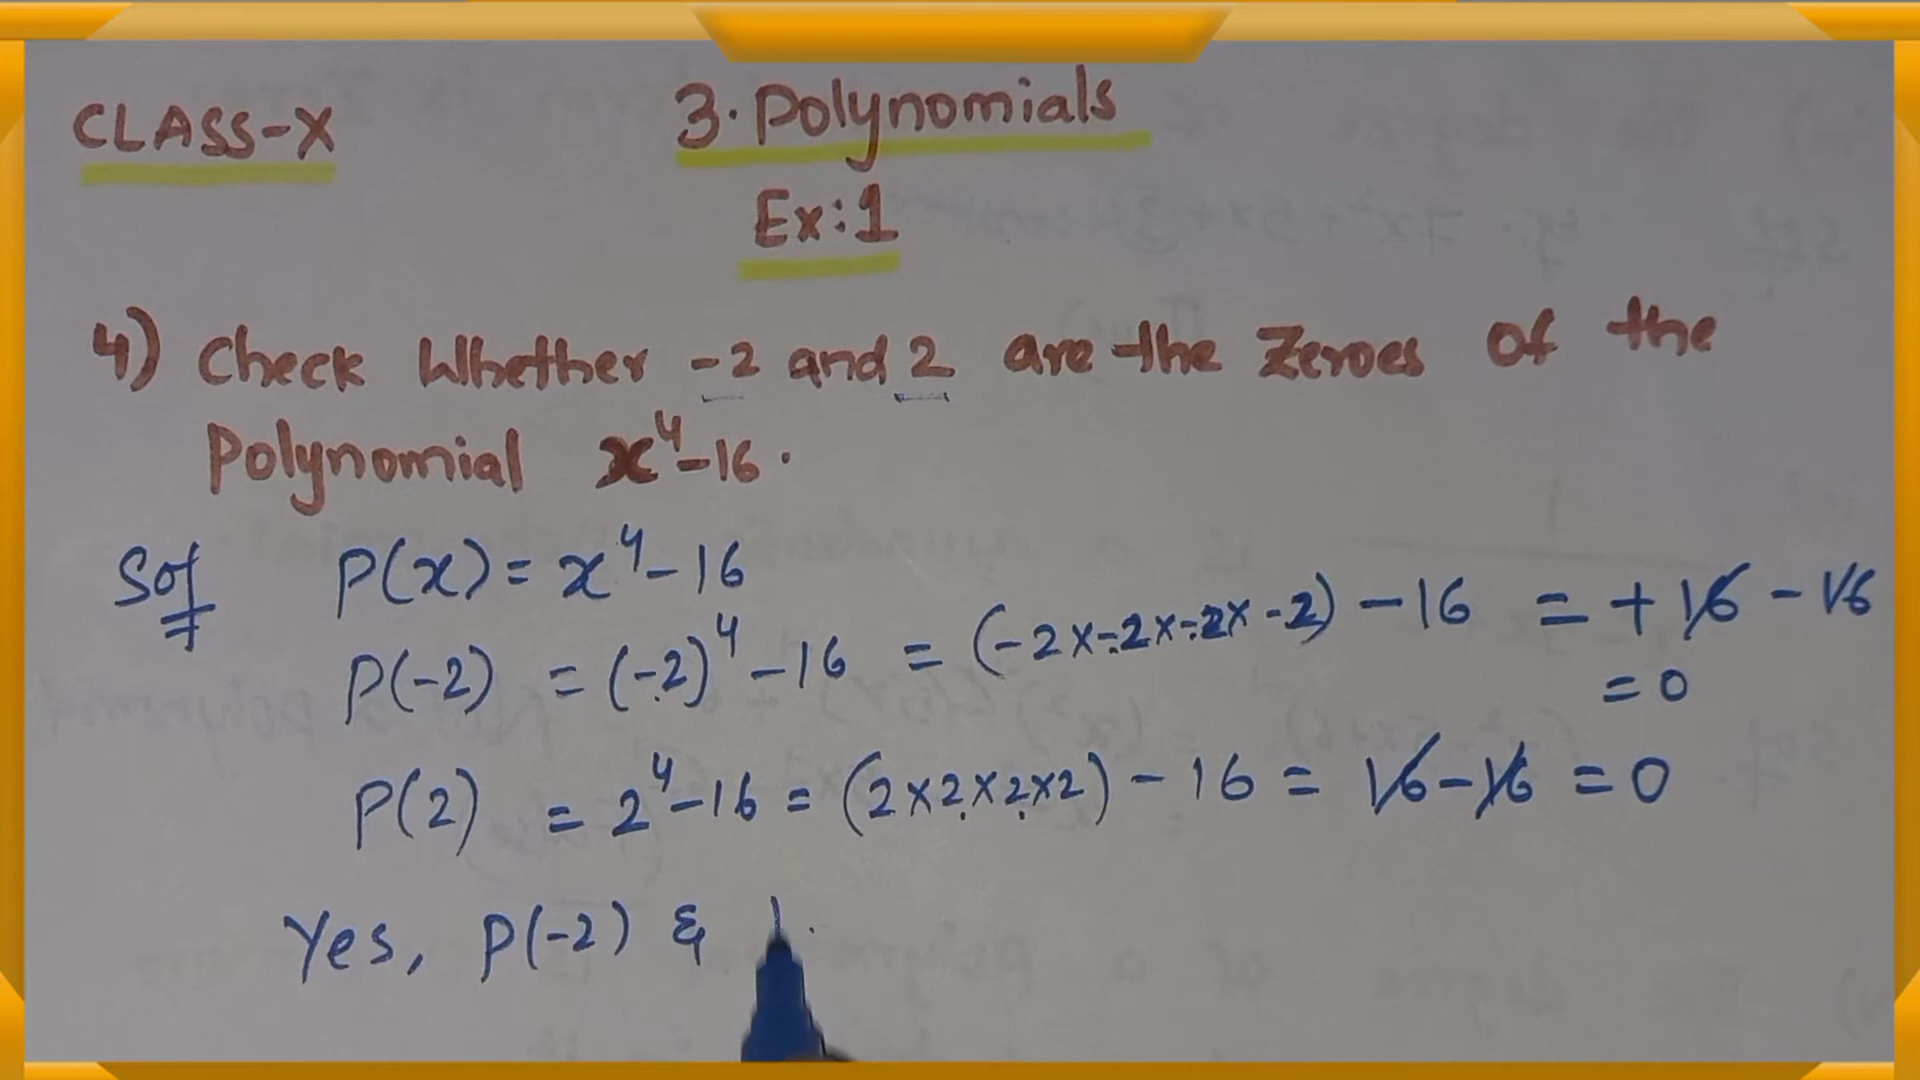 CLASS-X
3. Polynomials
Ex:1
4) Check Whether -2 and 2 are the Zeroes of the
Polynomial x⁴-16.
Sol P(x) = x⁴-16
P(-2) = (-2)⁴-16 = (-2×-2×-2×-2) -16 = +16 -16
= 0
P(2) = 2⁴-16 = (2×2×2×2) - 16 = 16-16 = 0
Yes, P(-2) &